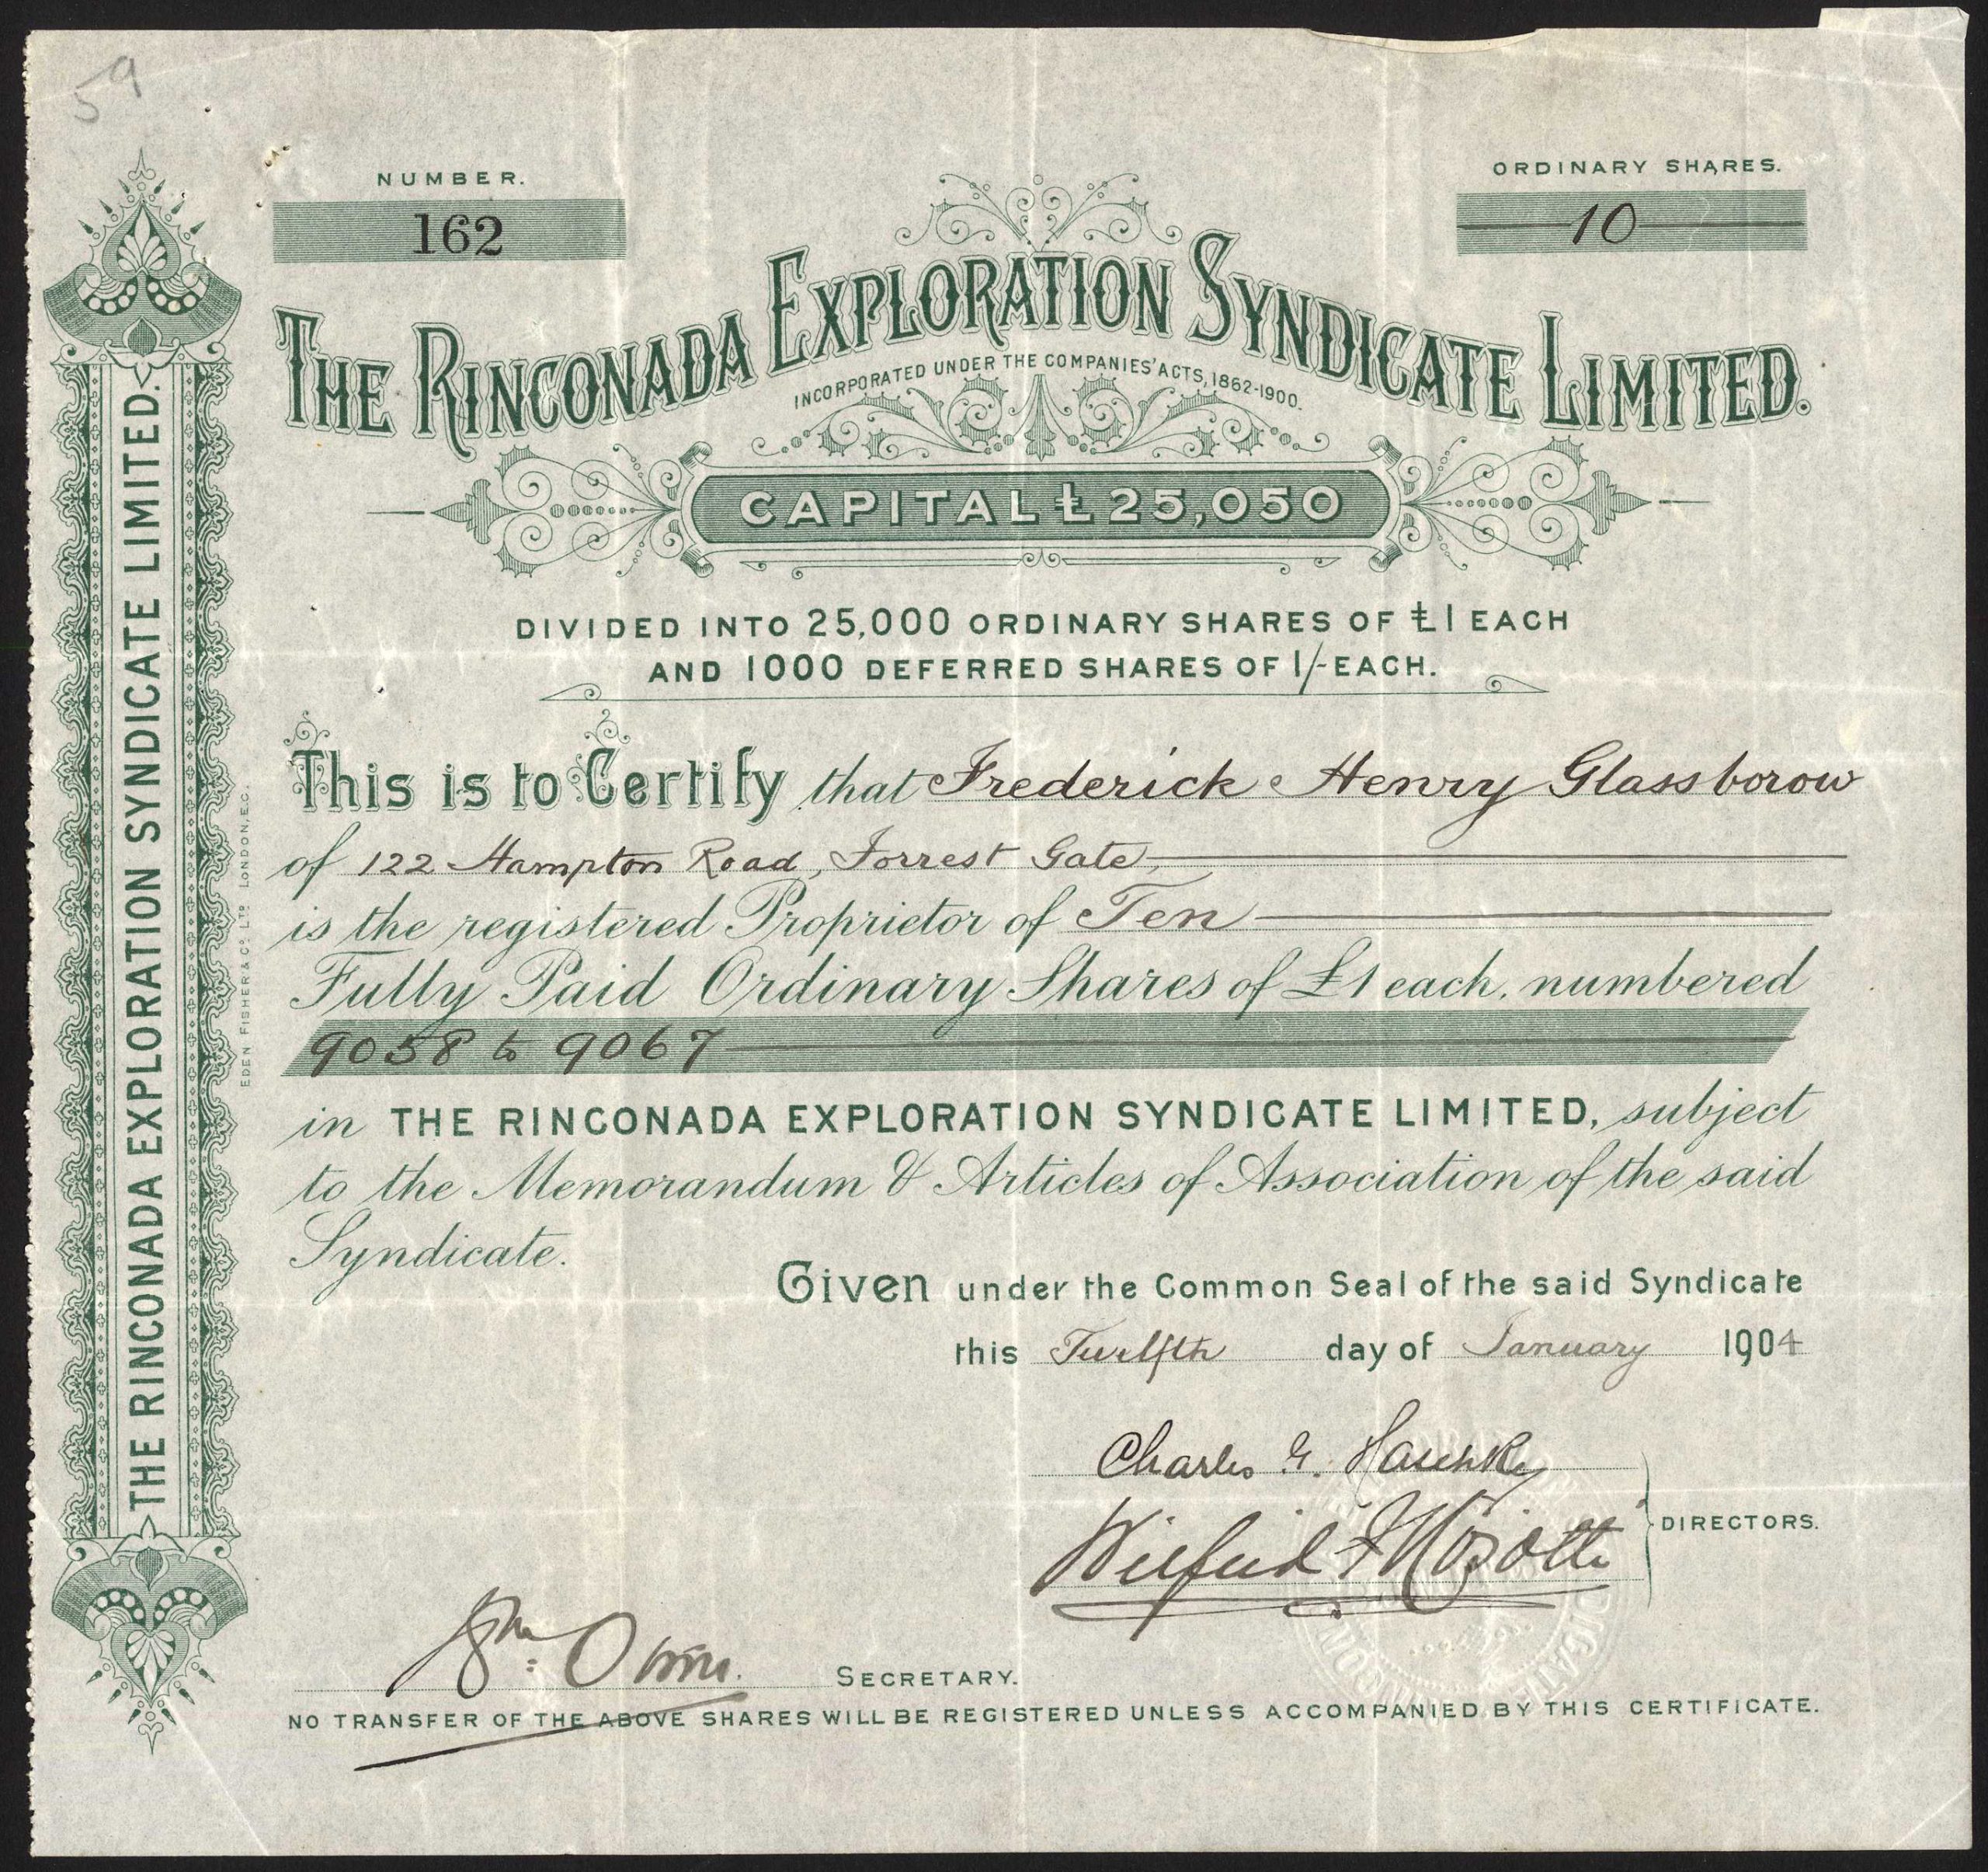 59
NUMBER.
162
ORDINARY SHARES.
10
THE RINCONADA EXPLORATION SYNDICATE LIMITED.
INCORPORATED UNDER THE COMPANIES' ACTS, 1862-1900.
CAPITAL £25,050
DIVIDED INTO 25,000 ORDINARY SHARES OF £1 EACH
AND 1000 DEFERRED SHARES OF 1/- EACH.
This is to Certify that Frederick Henry Glassborow
of 122 Hampton Road, Forrest Gate,
is the registered Proprietor of Ten
Fully Paid Ordinary Shares of £1 each, numbered
9058 to 9067
in THE RINCONADA EXPLORATION SYNDICATE LIMITED, subject
to the Memorandum & Articles of Association of the said
Syndicate.
Given under the Common Seal of the said Syndicate
this Twelfth day of January 1904
Charles G.
Wilfrid
DIRECTORS.
SECRETARY.
NO TRANSFER OF THE ABOVE SHARES WILL BE REGISTERED UNLESS ACCOMPANIED BY THIS CERTIFICATE.
THE RINCONADA EXPLORATION SYNDICATE LIMITED.
EDEN FISHER & CO. LTD LONDON, E.C.